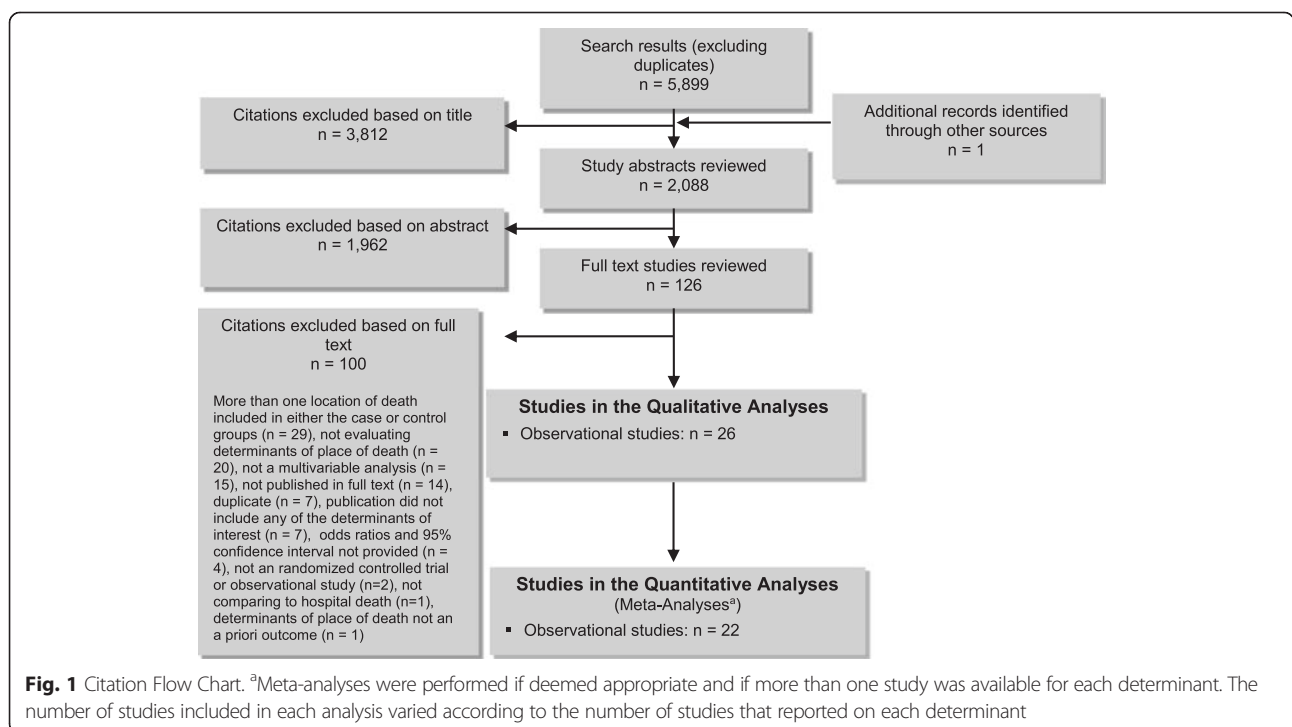 Search results (excluding
duplicates)
n = 5,899
Citations excluded based on title
n = 3,812
Additional records identified
through other sources
n = 1
Study abstracts reviewed
n = 2,088
Citations excluded based on abstract
n = 1,962
Full text studies reviewed
n = 126
Citations excluded based on full
text
n = 100
More than one location of death
included in either the case or control
groups (n = 29), not evaluating
determinants of place of death (n =
20), not a multivariable analysis (n =
15), not published in full text (n = 14),
duplicate (n = 7), publication did not
include any of the determinants of
interest (n = 7), odds ratios and 95%
confidence interval not provided (n =
4), not an randomized controlled trial
or observational study (n=2), not
comparing to hospital death (n=1),
determinants of place of death not an
a priori outcome (n = 1)
Studies in the Qualitative Analyses
▪ Observational studies: n = 26
Studies in the Quantitative Analyses
(Meta-Analysesᵃ)
▪ Observational studies: n = 22
Fig. 1 Citation Flow Chart. ᵃMeta-analyses were performed if deemed appropriate and if more than one study was available for each determinant. The
number of studies included in each analysis varied according to the number of studies that reported on each determinant